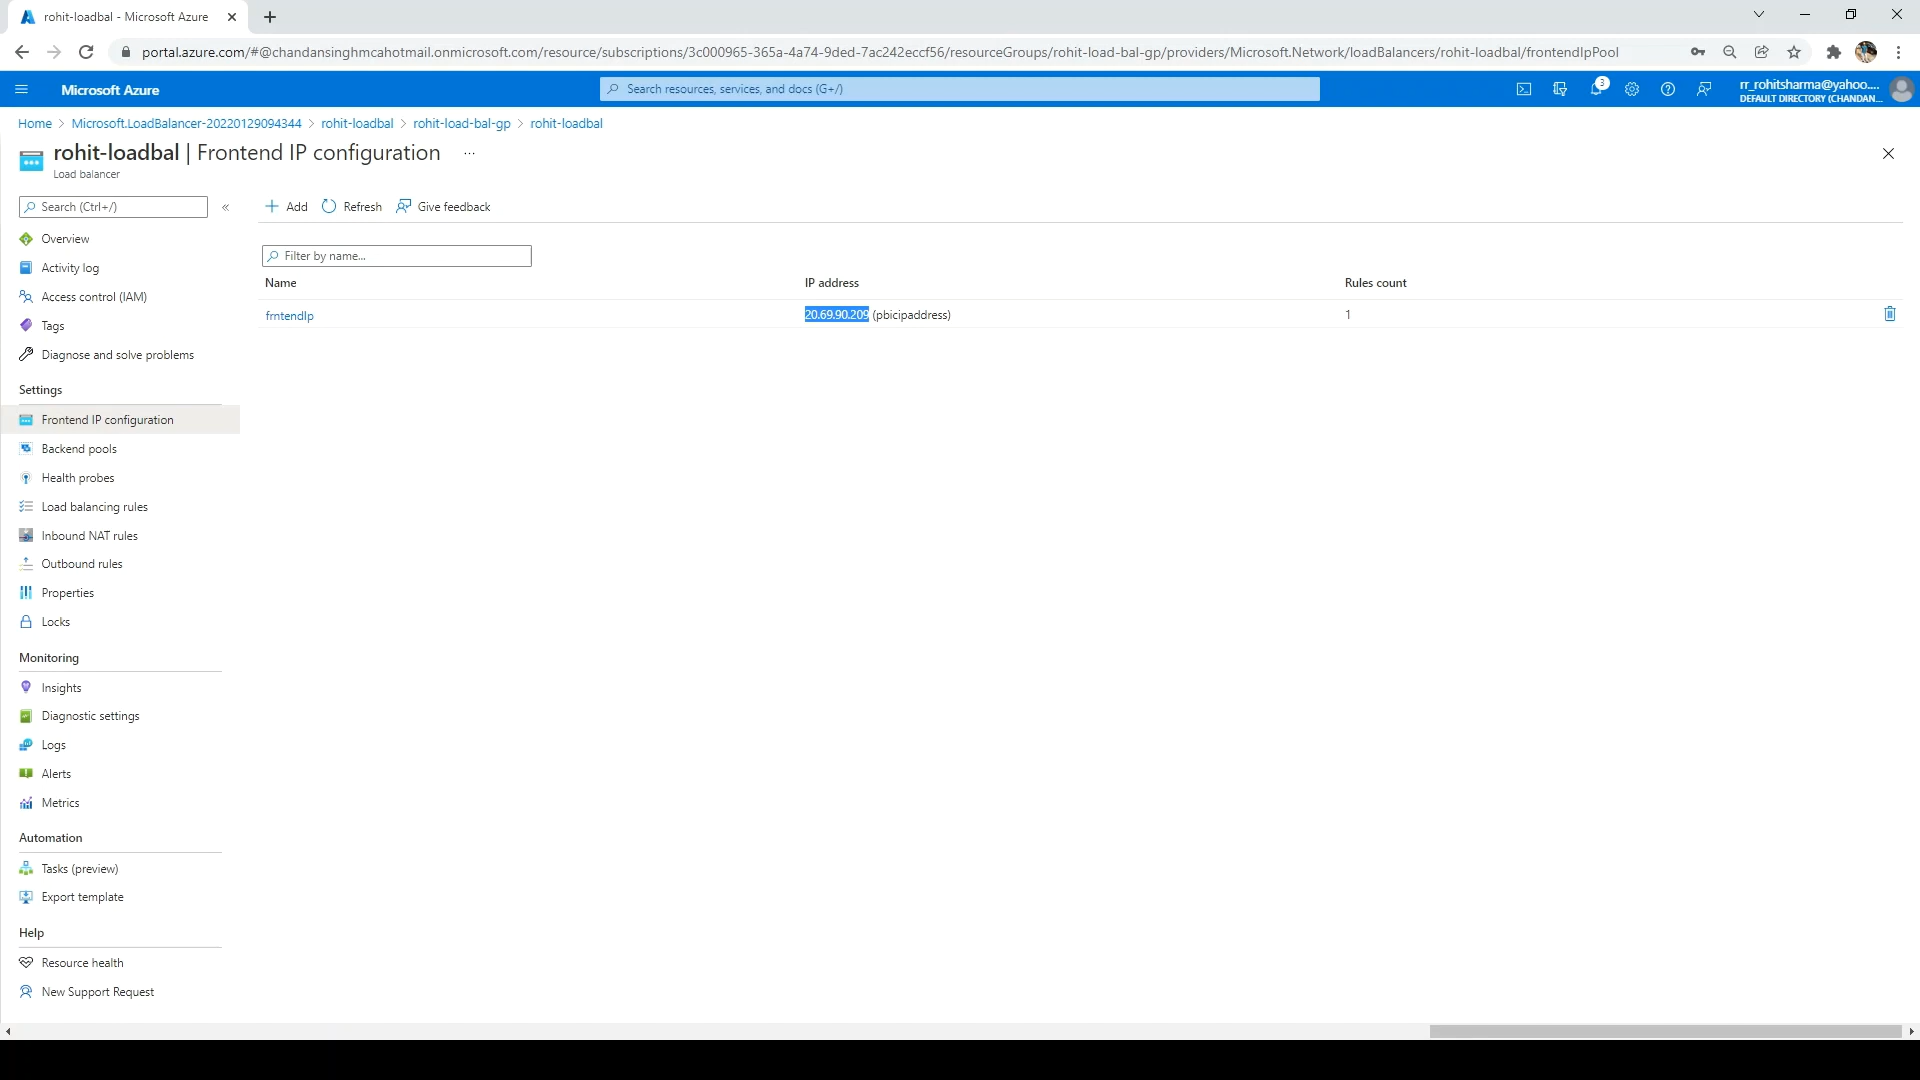 rohit-loadbal - Microsoft Azure
portal.azure.com/#@chandansinghmcahotmail.onmicrosoft.com/resource/subscriptions/3c000965-365a-4a74-9ded-7ac242eccf56/resourceGroups/rohit-load-bal-gp/providers/Microsoft.Network/loadBalancers/rohit-loadbal/frontendIpPool
Microsoft Azure
Search resources, services, and docs (G+/)
3
rr_rohitsharma@yahoo....
DEFAULT DIRECTORY (CHANDAN...
Home > Microsoft.LoadBalancer-20220129094344 > rohit-loadbal > rohit-load-bal-gp > rohit-loadbal
rohit-loadbal | Frontend IP configuration ...
Load balancer
Search (Ctrl+/) «
Add Refresh Give feedback
Overview
Filter by name...
Activity log
Name IP address Rules count
Access control (IAM)
frntendIp 20.69.90.209 (pbicipaddress) 1
Tags
Diagnose and solve problems
Settings
Frontend IP configuration
Backend pools
Health probes
Load balancing rules
Inbound NAT rules
Outbound rules
Properties
Locks
Monitoring
Insights
Diagnostic settings
Logs
Alerts
Metrics
Automation
Tasks (preview)
Export template
Help
Resource health
New Support Request